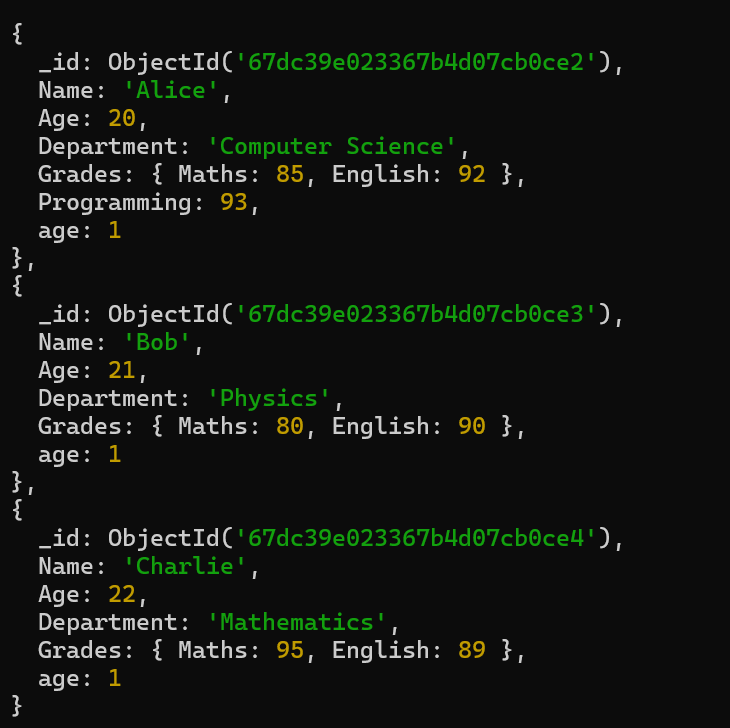 {
  _id: ObjectId('67dc39e023367b4d07cb0ce2'),
  Name: 'Alice',
  Age: 20,
  Department: 'Computer Science',
  Grades: { Maths: 85, English: 92 },
  Programming: 93,
  age: 1
},
{
  _id: ObjectId('67dc39e023367b4d07cb0ce3'),
  Name: 'Bob',
  Age: 21,
  Department: 'Physics',
  Grades: { Maths: 80, English: 90 },
  age: 1
},
{
  _id: ObjectId('67dc39e023367b4d07cb0ce4'),
  Name: 'Charlie',
  Age: 22,
  Department: 'Mathematics',
  Grades: { Maths: 95, English: 89 },
  age: 1
}